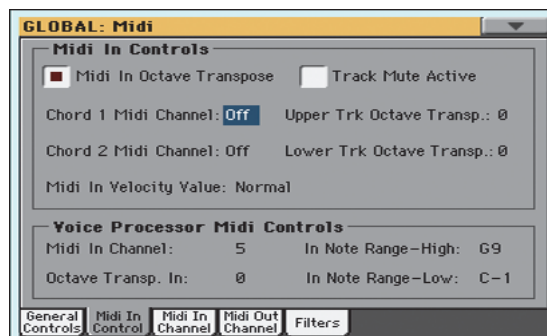 GLOBAL: Midi
Midi In Controls
Midi In Octave Transpose Track Mute Active
Chord 1 Midi Channel: Off Upper Trk Octave Transp.: 0
Chord 2 Midi Channel: Off Lower Trk Octave Transp.: 0
Midi In Velocity Value: Normal
Voice Processor Midi Controls
Midi In Channel: 5 In Note Range-High: G9
Octave Transp. In: 0 In Note Range-Low: C-1
General Controls Midi In Control Midi In Channel Midi Out Channel Filters